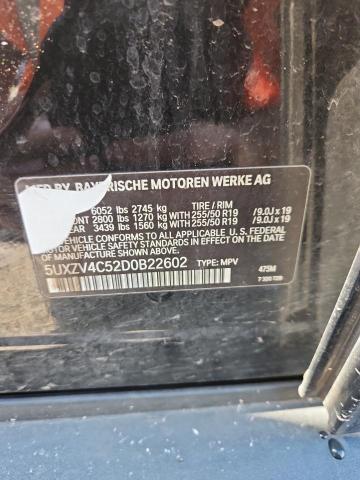 MFD BY BAYERISCHE MOTOREN WERKE AG
6052 lbs 2745 kg TIRE / RIM
ONT 2800 lbs 1270 kg WITH 255/50 R19 / 9.0J x 19
EAR 3439 lbs 1560 kg WITH 255/50 R19 / 9.0J x 19
VEHICLE CONFORMS TO ALL APPLICABLE U. S. FEDERAL
MOTOR VEHICLE SAFETY STANDARDS IN EFFECT ON THE
DATE OF MANUFACTURE SHOWN ABOVE.
5UXZV4C52D0B22602 TYPE: MPV 475M